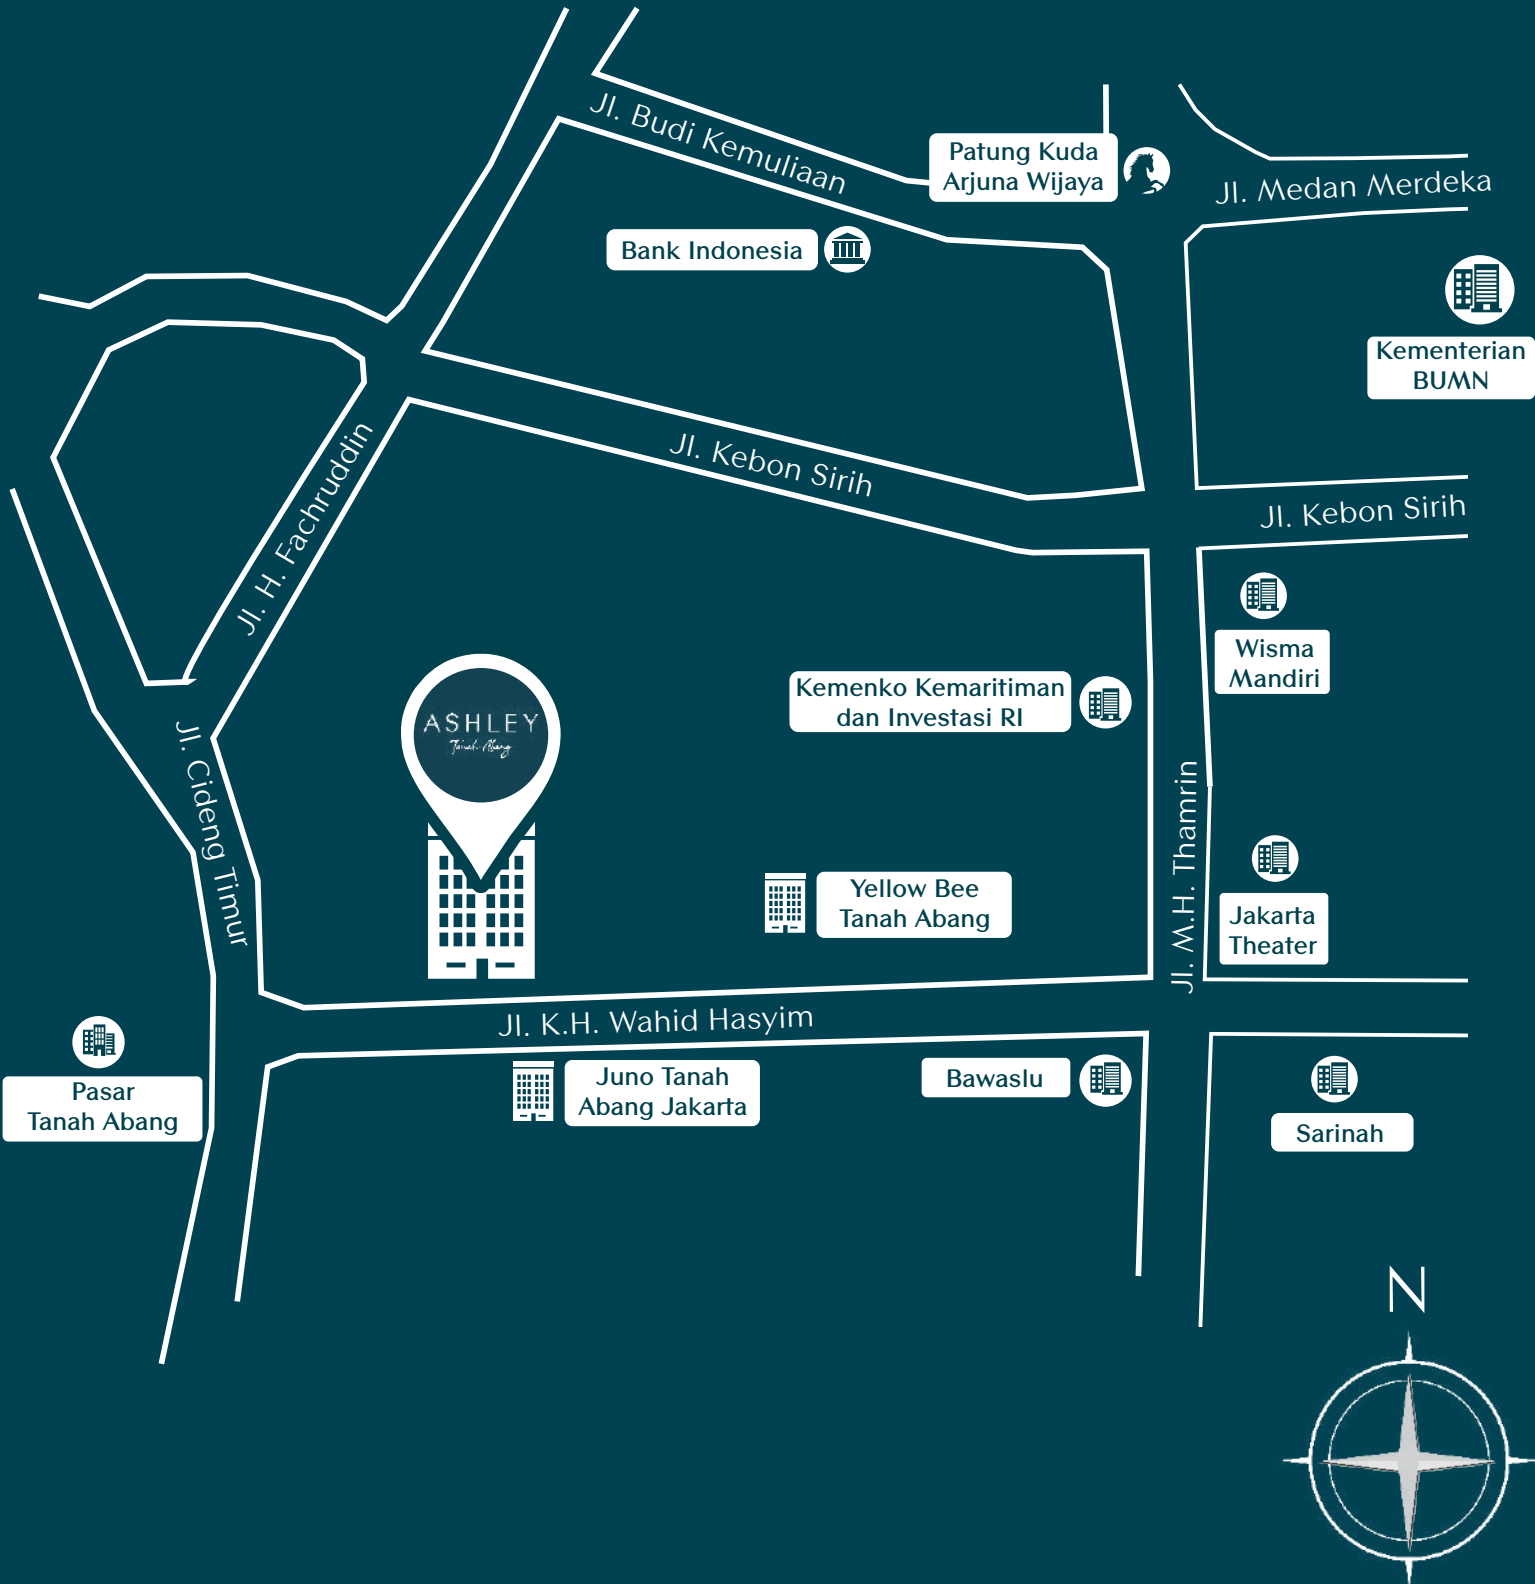 Jl. Budi Kemuliaan
Patung Kuda
Arjuna Wijaya
Jl. Medan Merdeka
Bank Indonesia
Kementerian
BUMN
Jl. Kebon Sirih
Jl. Kebon Sirih
Jl. H. Fachruddin
Wisma
Mandiri
Kemenko Kemaritiman
dan Investasi RI
ASHLEY
Tanah Abang
Jl. Cideng Timur
Jl. M.H. Thamrin
Yellow Bee
Tanah Abang
Jakarta
Theater
Jl. K.H. Wahid Hasyim
Pasar
Tanah Abang
Juno Tanah
Abang Jakarta
Bawaslu
Sarinah
N